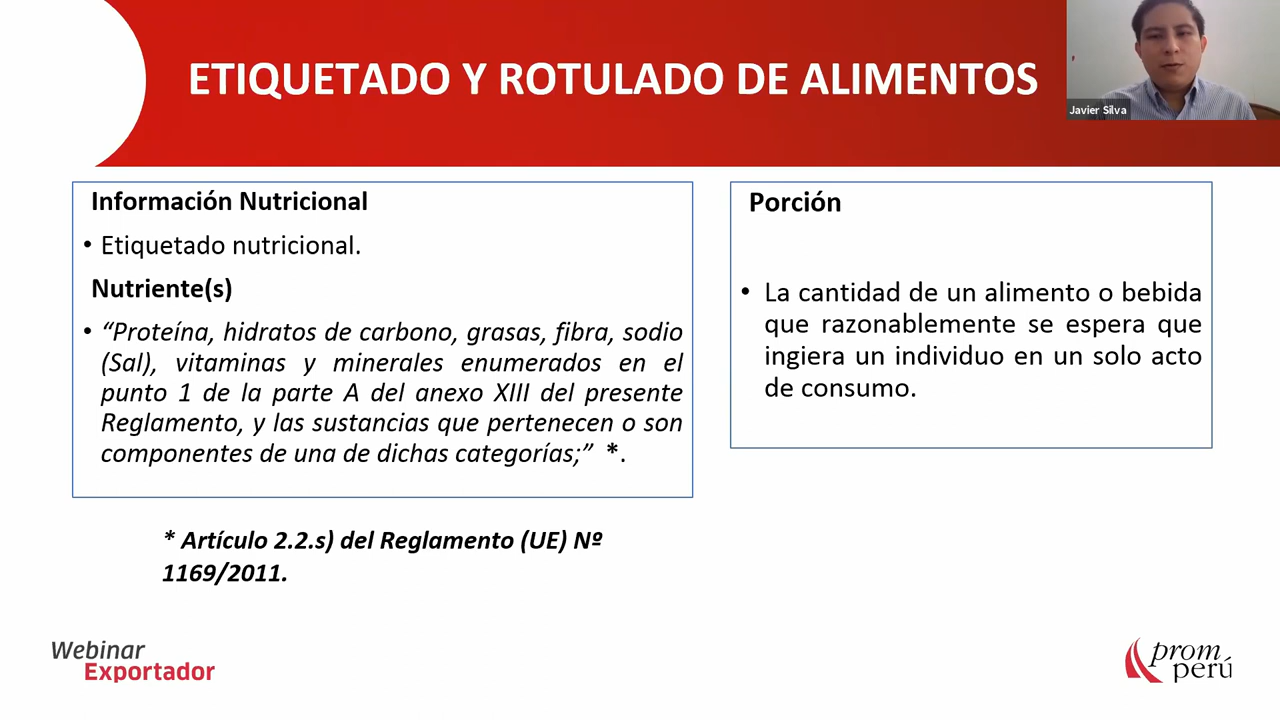 ETIQUETADO Y ROTULADO DE ALIMENTOS
Javier Silva
Información Nutricional
• Etiquetado nutricional.
Nutriente(s)
• “Proteína, hidratos de carbono, grasas, fibra, sodio
(Sal), vitaminas y minerales enumerados en el
punto 1 de la parte A del anexo XIII del presente
Reglamento, y las sustancias que pertenecen o son
componentes de una de dichas categorías;” *.
Porción
• La cantidad de un alimento o bebida
que razonablemente se espera que
ingiera un individuo en un solo acto
de consumo.
* Artículo 2.2.s) del Reglamento (UE) Nº
1169/2011.
Webinar
Exportador
prom
perú